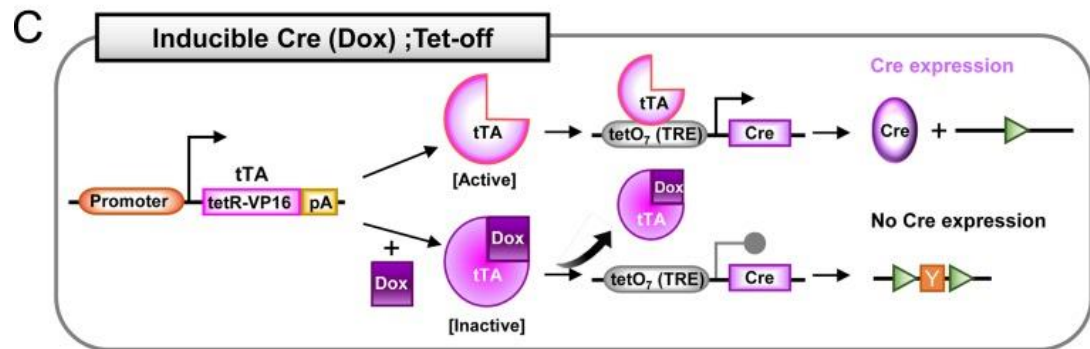 C
Inducible Cre (Dox) ;Tet-off
Promoter
tTA
tetR-VP16
pA
tTA
[Active]
tTA
tetO₇ (TRE)
Cre
Cre expression
Cre
+
+
Dox
Dox
tTA
[Inactive]
Dox
tTA
tetO₇ (TRE)
Cre
No Cre expression
Y